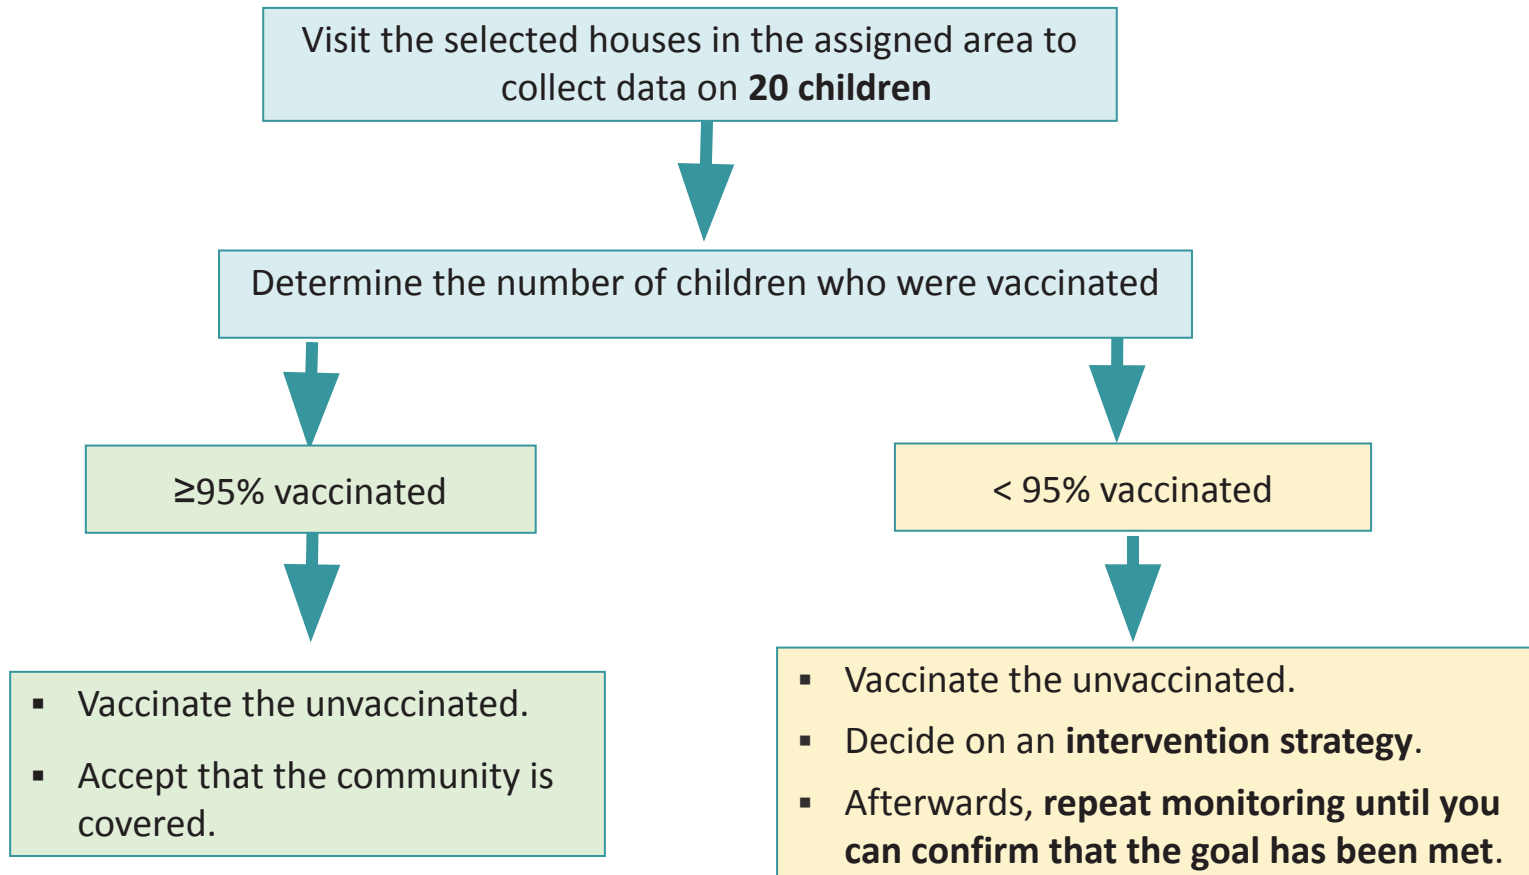 Visit the selected houses in the assigned area to
collect data on 20 children
Determine the number of children who were vaccinated
≥95% vaccinated
< 95% vaccinated
▪ Vaccinate the unvaccinated.
▪ Accept that the community is
covered.
▪ Vaccinate the unvaccinated.
▪ Decide on an intervention strategy.
▪ Afterwards, repeat monitoring until you
can confirm that the goal has been met.